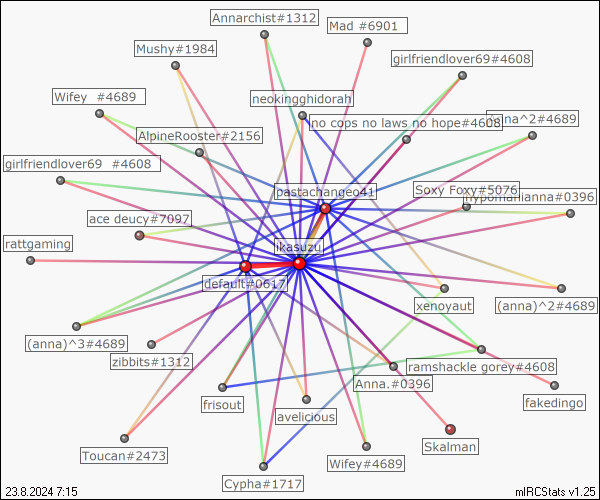 Annarchist#1312
Mad #6901
Mushy#1984
girlfriendlover69#4608
Wifey #4689
neokingghidorah
no cops no laws no hope#4608
^2#4689
AlpineRooster#2156
girlfriendlover69 #4608
pastachangeo41
Soxy Foxy#5076
hypomanianna#0396
ace deucy#7097
rattgaming
ikasuzu
default#0617
xenoyaut
(anna)^2#4689
(anna)^3#4689
zibbits#1312
ramshackle gorey#4608
Anna.#0396
fakedingo
frisout
avelicious
Skalman
Toucan#2473
Wifey#4689
Cypha#1717
23.8.2024 7:15
mIRCStats v1.25